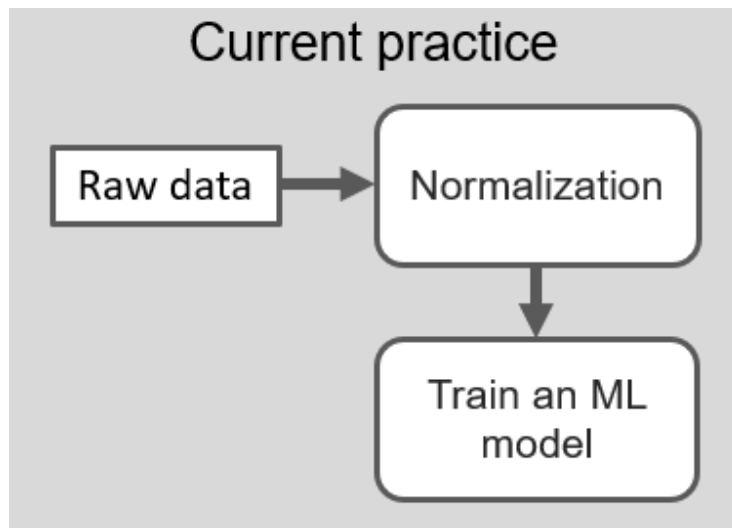 Current practice
Raw data
Normalization
Train an ML
model